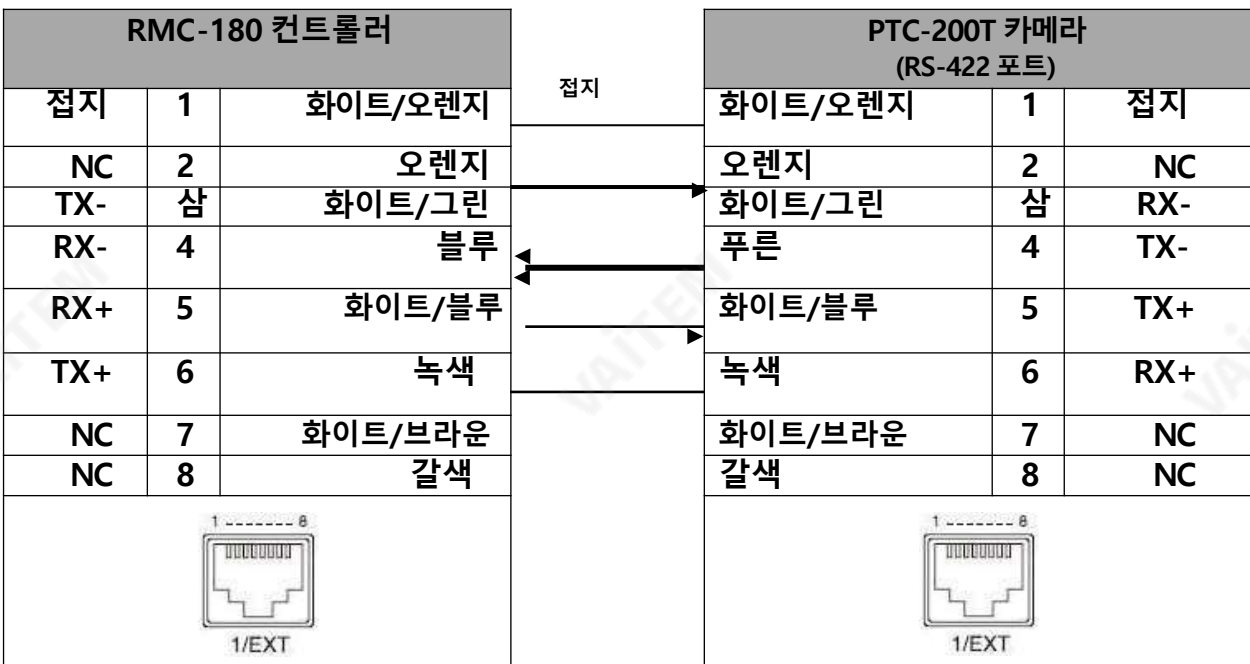 RMC-180 컨트롤러
PTC-200T 카메라
(RS-422 포트)
접지
접지 1 화이트/오렌지 화이트/오렌지 1 접지
NC 2 오렌지 오렌지 2 NC
TX- 삼 화이트/그린 화이트/그린 삼 RX-
RX- 4 블루 푸른 4 TX-
RX+ 5 화이트/블루 화이트/블루 5 TX+
TX+ 6 녹색 녹색 6 RX+
NC 7 화이트/브라운 화이트/브라운 7 NC
NC 8 갈색 갈색 8 NC
1 ------- 8 1 ------- 8
1/EXT 1/EXT
VAiTEM